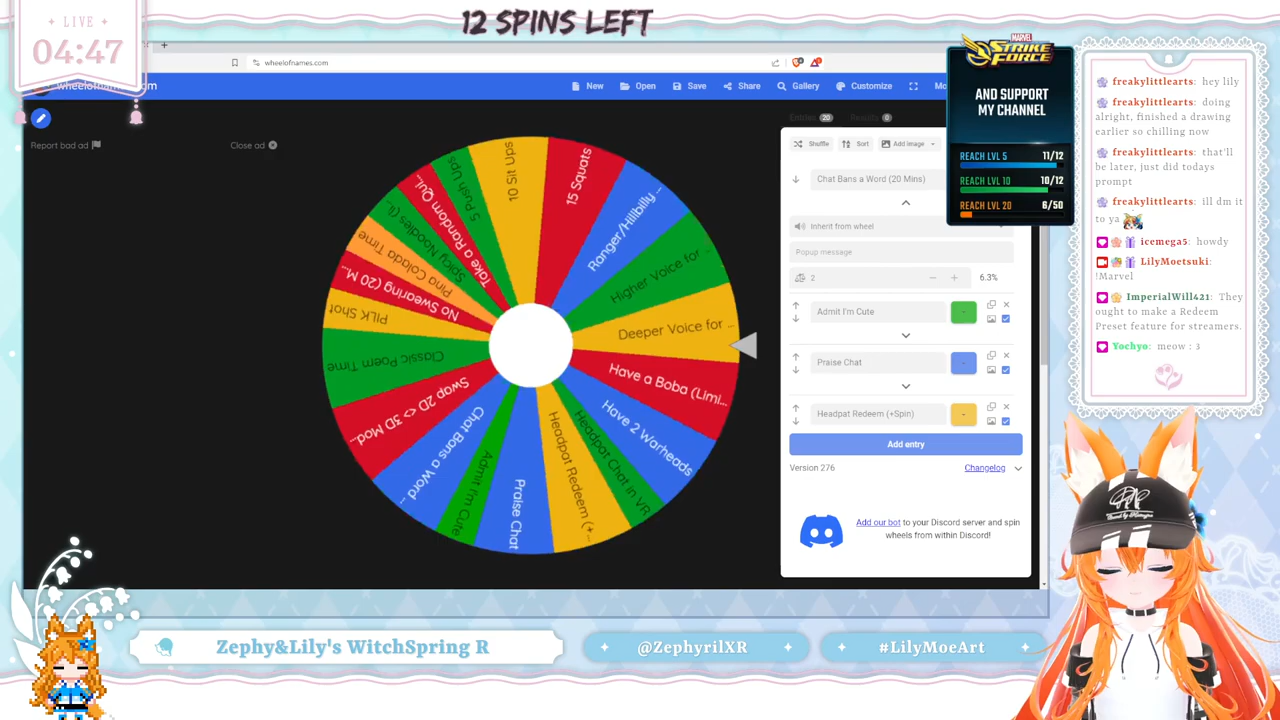 12 SPINS LEFT
✦ LIVE ✦
04:47
wheelofnames.com
New
Open
Save
Share
Gallery
Customize
Report bad ad
Close ad
Entries 20
Results 0
Shuffle
Sort
Add image
Chat Bans a Word (20 Mins)
Inherit from wheel
Popup message
2
6.3%
Admit I'm Cute
Praise Chat
Headpat Redeem (+Spin)
Add entry
Version 276
Changelog
Add our bot to your Discord server and spin
wheels from within Discord!
10 Sit Ups
15 Squats
Ranger/Hillbilly ...
Higher Voice for ...
Deeper Voice for ...
Have a Boba (Limi...
Have 2 Warheads
Headpat Chat in VR
Headpat Redeem (+...
Praise Chat
Admit I'm Cute
Chat Bans a Word ...
Swap 2D <> 3D Mod...
Classic Poem Time
PILK Shot
No Swearing (20 M...
Pina Colada Time
Spicy Noodles (Li...
Take a Random Qui...
5 Push Ups
MARVEL
STRIKE
FORCE
AND SUPPORT
MY CHANNEL
REACH LVL 5 11/12
REACH LVL 10 10/12
REACH LVL 20 6/50
freakylittlearts: hey lily
freakylittlearts: doing
alright, finished a drawing
earlier so chilling now
freakylittlearts: that'll
be later, just did todays
prompt
freakylittlearts: ill dm it
to ya
icemega5: howdy
LilyMoetsuki:
!Marvel
ImperialWill421: They
ought to make a Redeem
Preset feature for streamers.
Yochyo: meow : 3
Zephy&Lily's WitchSpring R
@ZephyrilXR
#LilyMoeArt